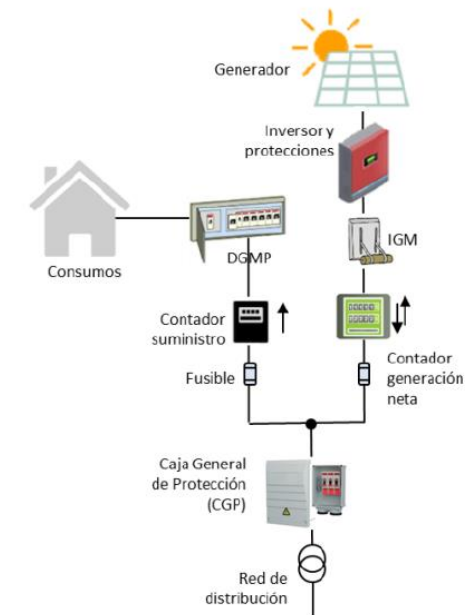 Generador
Inversor y
protecciones
IGM
DGMP
Consumos
Contador
suministro
Contador
generación
neta
Fusible
Caja General
de Protección
(CGP)
Red de
distribución